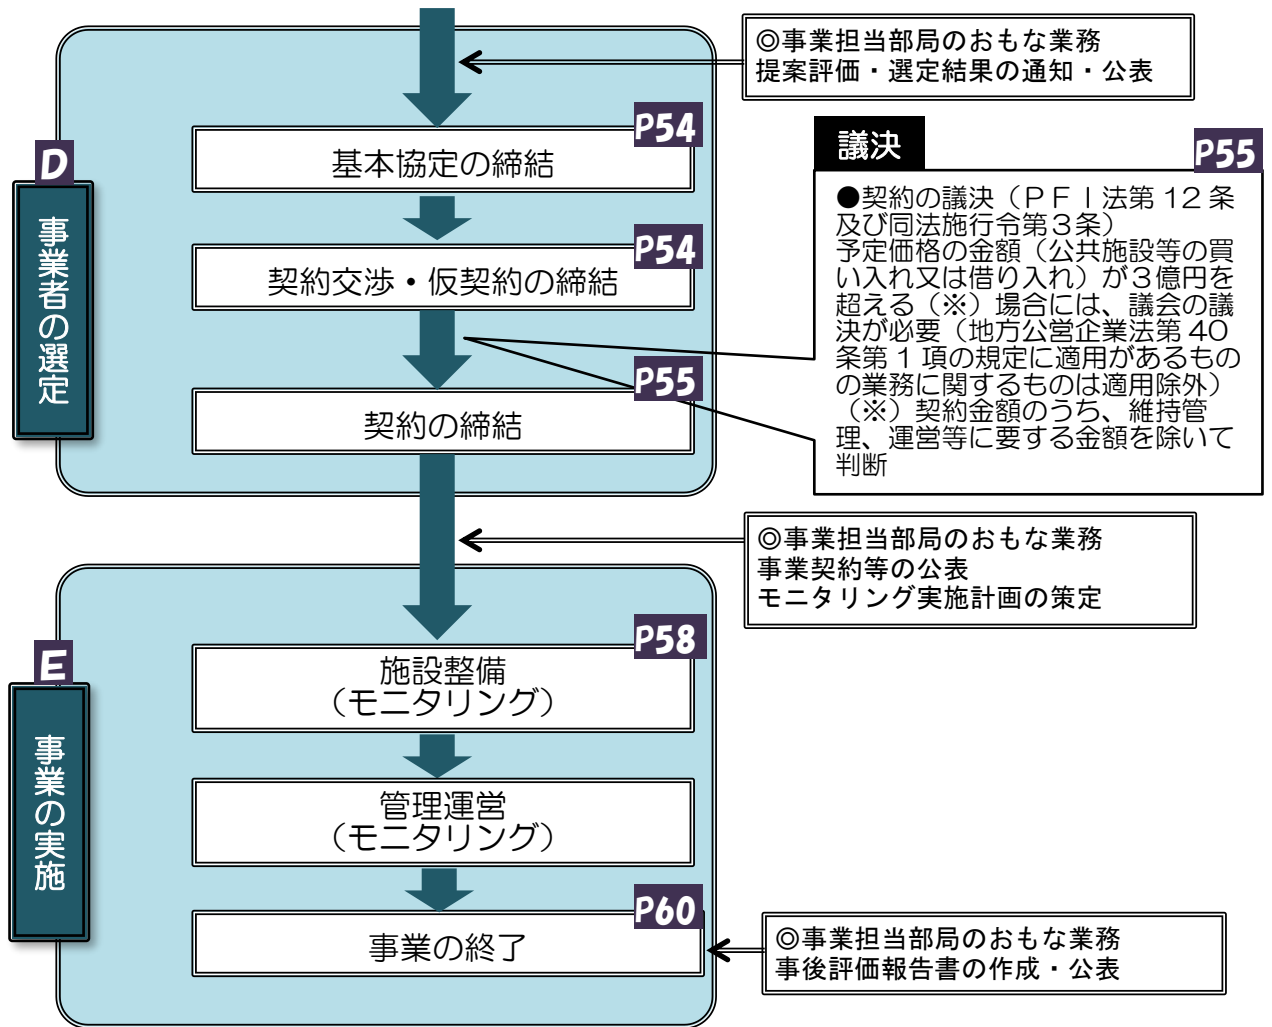 ◎事業担当部局のおもな業務
提案評価・選定結果の通知・公表
D
事業者の選定
P54
基本協定の締結
P54
契約交渉・仮契約の締結
P55
契約の締結
議決
P55
●契約の議決（ＰＦＩ法第12条
及び同法施行令第３条）
予定価格の金額（公共施設等の買
い入れ又は借り入れ）が３億円を
超える（※）場合には、議会の議
決が必要（地方公営企業法第40
条第１項の規定に適用があるもの
の業務に関するものは適用除外）
（※）契約金額のうち、維持管
理、運営等に要する金額を除いて
判断
◎事業担当部局のおもな業務
事業契約等の公表
モニタリング実施計画の策定
E
事業の実施
P58
施設整備
（モニタリング）
管理運営
（モニタリング）
P60
事業の終了
◎事業担当部局のおもな業務
事後評価報告書の作成・公表